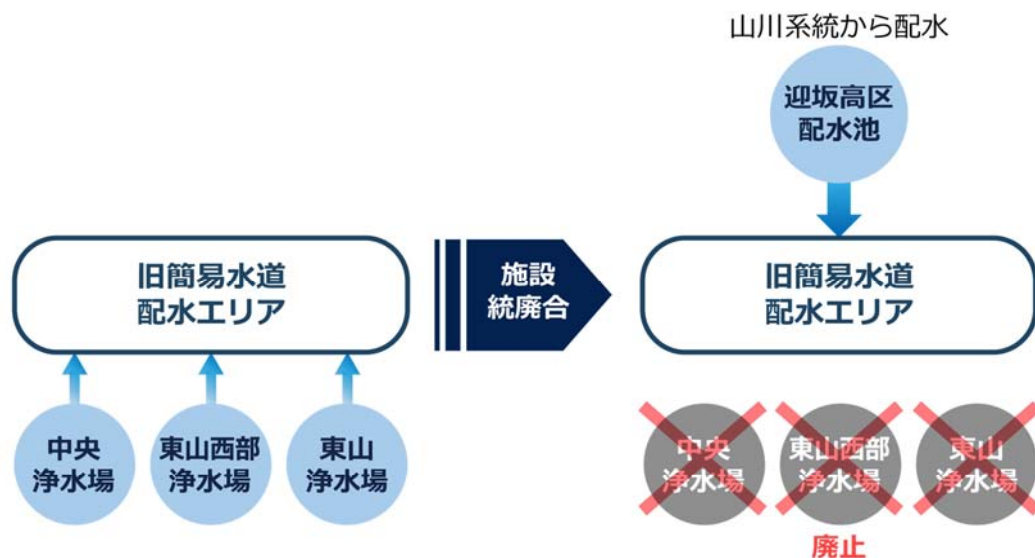 山川系統から配水
迎坂高区
配水池
旧簡易水道
配水エリア
施設
統廃合
旧簡易水道
配水エリア
中央
浄水場
東山西部
浄水場
東山
浄水場
中央
浄水場
東山西部
浄水場
東山
浄水場
廃止